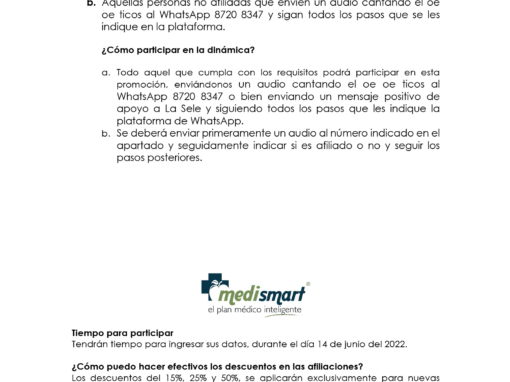 b. Aquellas personas no afiliadas que envíen un audio cantando el oe
oe ticos al WhatsApp 8720 8347 y sigan todos los pasos que se les
indique en la plataforma.
¿Cómo participar en la dinámica?
a. Todo aquel que cumpla con los requisitos podrá participar en esta
promoción, enviándonos un audio cantando el oe oe ticos al
WhatsApp 8720 8347 o bien enviando un mensaje positivo de
apoyo a La Sele y siguiendo todos los pasos que les indique la
plataforma de WhatsApp.
b. Se deberá enviar primeramente un audio al número indicado en el
apartado y seguidamente indicar si es afiliado o no y seguir los
pasos posteriores.
medismart®
el plan médico inteligente
Tiempo para participar
Tendrán tiempo para ingresar sus datos, durante el día 14 de junio del 2022.
¿Cómo puedo hacer efectivos los descuentos en las afiliaciones?
Los descuentos del 15%, 25% y 50%, se aplicarán exclusivamente para nuevas